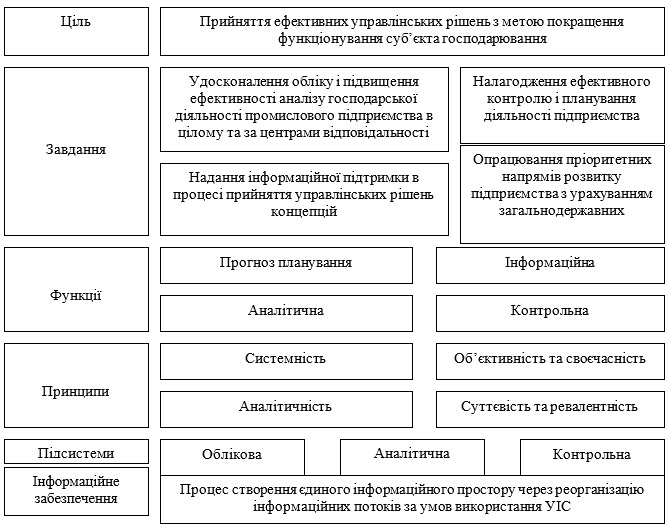 Ціль
Прийняття ефективних управлінських рішень з метою покращення
функціонування суб’єкта господарювання
Завдання
Удосконалення обліку і підвищення
ефективності аналізу господарської
діяльності промислового підприємства в
цілому та за центрами відповідальності
Налагодження ефективного
контролю і планування
діяльності підприємства
Надання інформаційної підтримки в
процесі прийняття управлінських рішень
концепцій
Опрацювання пріоритетних
напрямів розвитку
підприємства з урахуванням
загальнодержавних
Функції
Прогноз планування
Інформаційна
Аналітична
Контрольна
Принципи
Системність
Об’єктивність та своєчасність
Аналітичність
Суттєвість та ревалентність
Підсистеми
Облікова
Аналітична
Контрольна
Інформаційне
забезпечення
Процес створення єдиного інформаційного простору через реорганізацію
інформаційних потоків за умов використання УІС